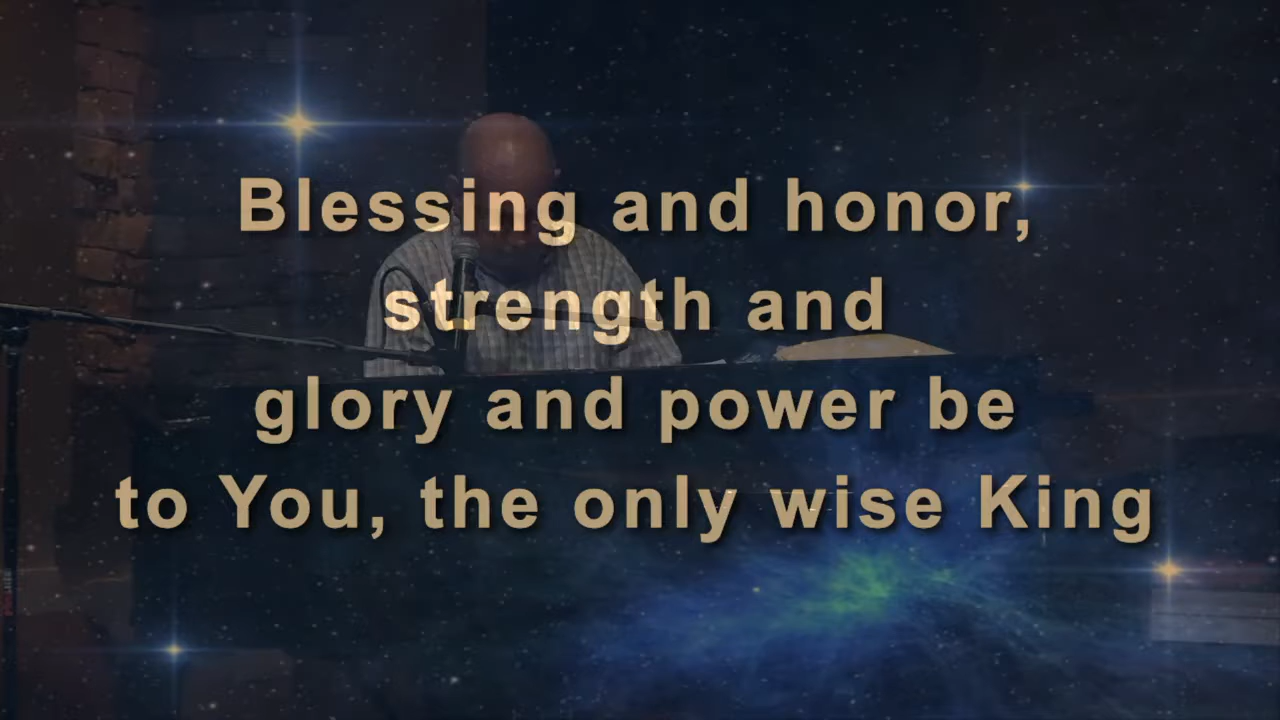 Blessing and honor,
strength and
glory and power be
to You, the only wise King